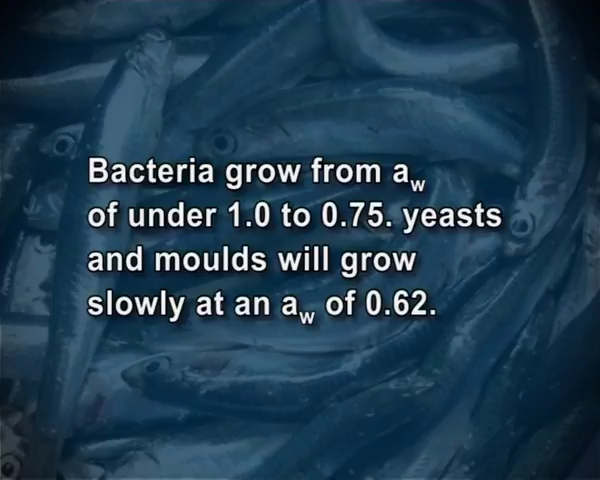 Bacteria grow from aw
of under 1.0 to 0.75. yeasts
and moulds will grow
slowly at an aw of 0.62.